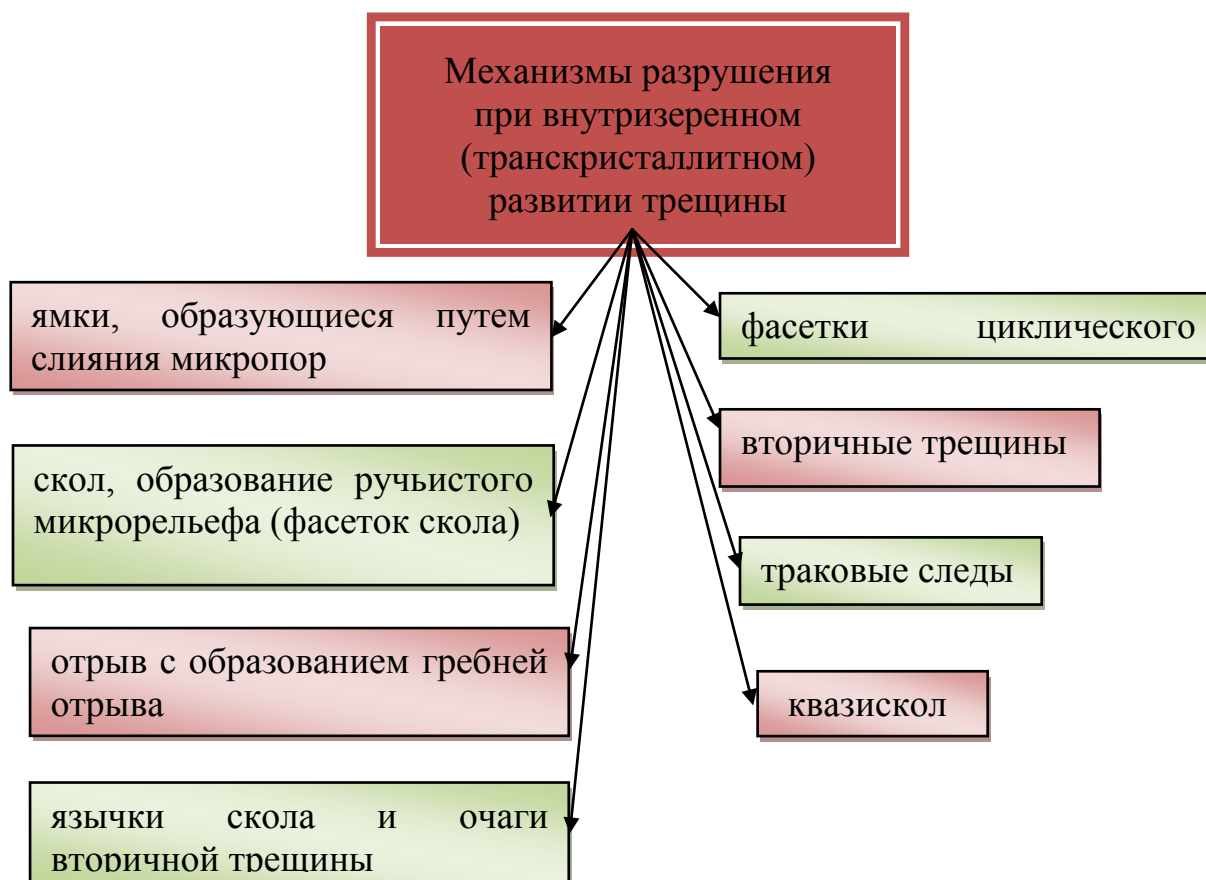 Механизмы разрушения
при внутризеренном
(транскристаллитном)
развитии трещины
ямки, образующиеся путем
слияния микропор
скол, образование ручьистого
микрорельефа (фасеток скола)
отрыв с образованием гребней
отрыва
язычки скола и очаги
вторичной трещины
фасетки циклического
вторичные трещины
траковые следы
квазискол